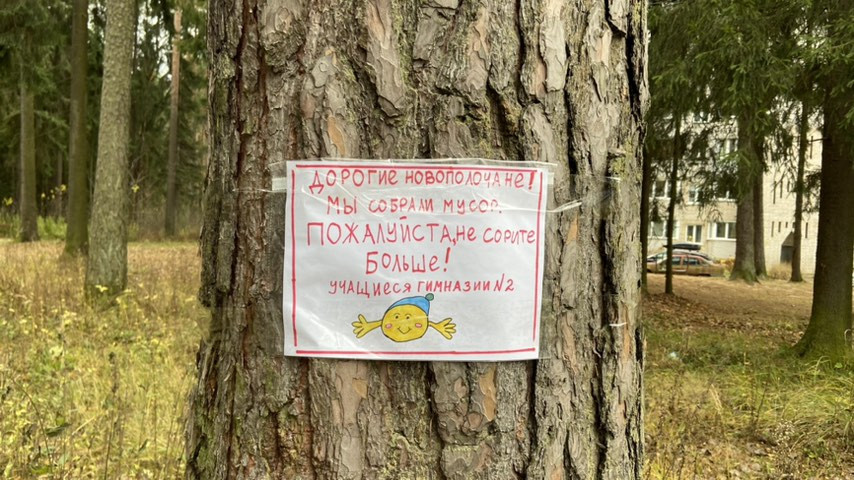 ДОРОГИЕ НОВОПОЛОЧАНЕ!
МЫ СОБРАЛИ МУСОР.
ПОЖАЛУЙСТА, НЕ СОРИТЕ
БОЛЬШЕ!
УЧАЩИЕСЯ ГИМНАЗИИ №2